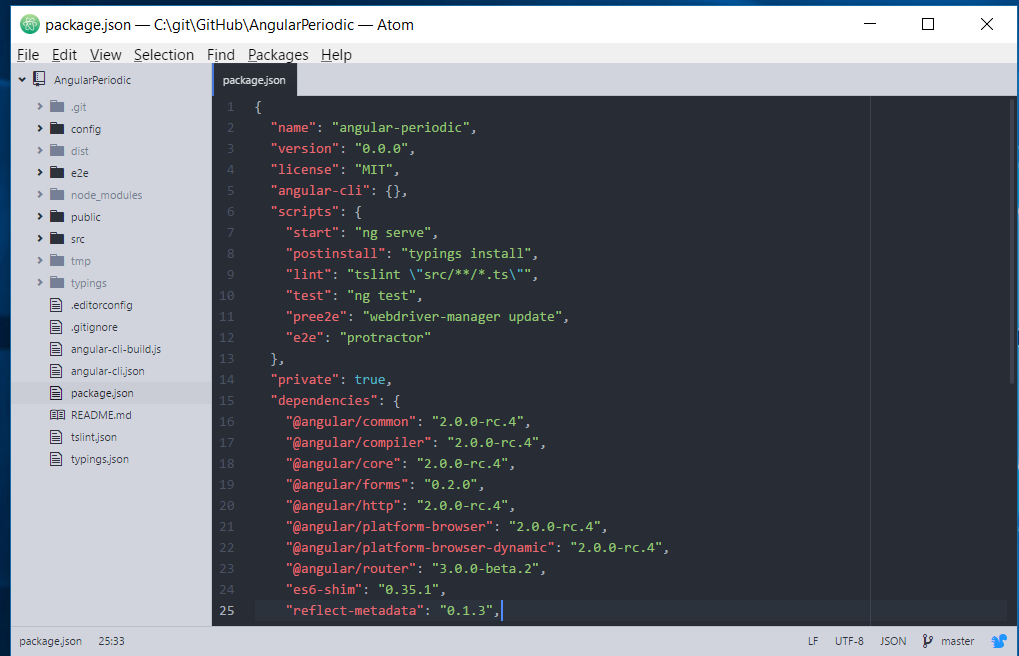 package.json — C:\git\GitHub\AngularPeriodic — Atom
File Edit View Selection Find Packages Help
AngularPeriodic
.git
config
dist
e2e
node_modules
public
src
tmp
typings
.editorconfig
.gitignore
angular-cli-build.js
angular-cli.json
package.json
README.md
tslint.json
typings.json
package.json
1 {
2 "name": "angular-periodic",
3 "version": "0.0.0",
4 "license": "MIT",
5 "angular-cli": {},
6 "scripts": {
7 "start": "ng serve",
8 "postinstall": "typings install",
9 "lint": "tslint \"src/**/*.ts\"",
10 "test": "ng test",
11 "pree2e": "webdriver-manager update",
12 "e2e": "protractor"
13 },
14 "private": true,
15 "dependencies": {
16 "@angular/common": "2.0.0-rc.4",
17 "@angular/compiler": "2.0.0-rc.4",
18 "@angular/core": "2.0.0-rc.4",
19 "@angular/forms": "0.2.0",
20 "@angular/http": "2.0.0-rc.4",
21 "@angular/platform-browser": "2.0.0-rc.4",
22 "@angular/platform-browser-dynamic": "2.0.0-rc.4",
23 "@angular/router": "3.0.0-beta.2",
24 "es6-shim": "0.35.1",
25 "reflect-metadata": "0.1.3",
package.json 25:33 LF UTF-8 JSON master